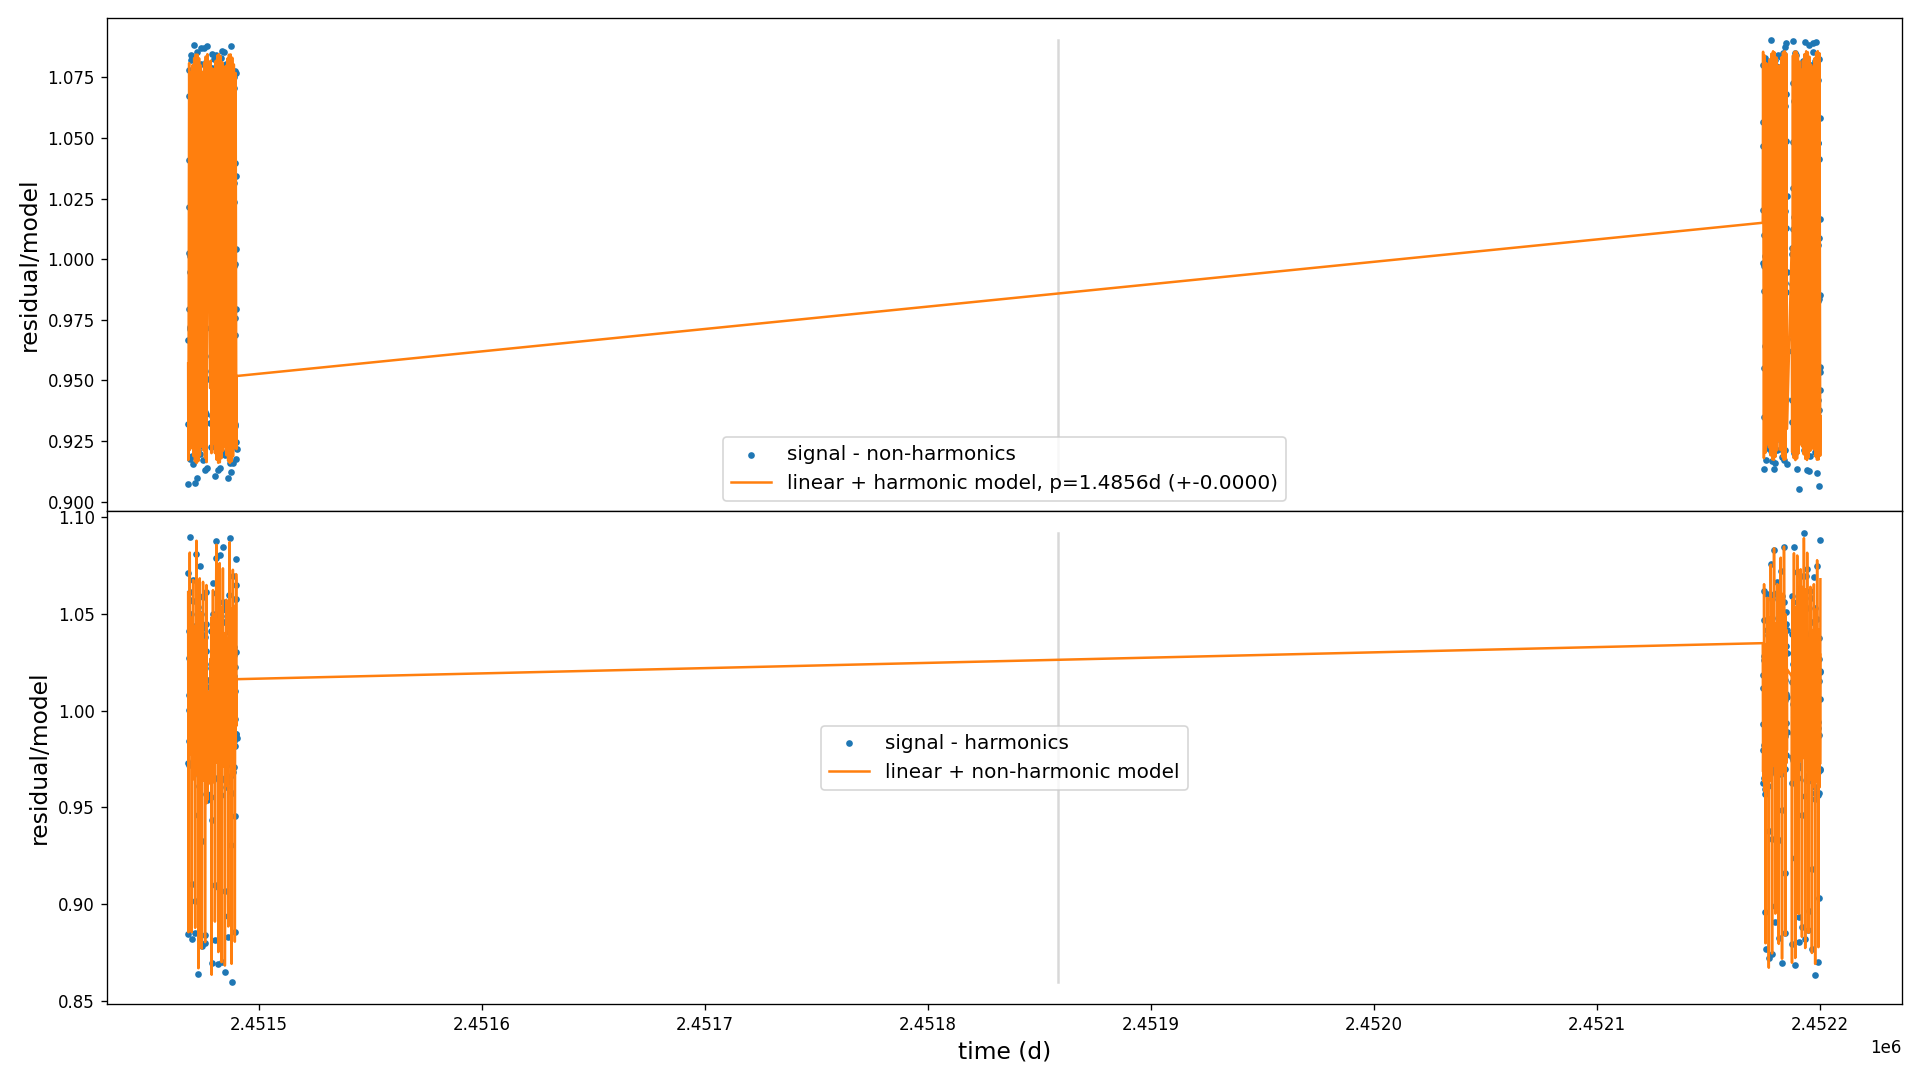 residual/model
1.075
1.050
1.025
1.000
0.975
0.950
0.925
0.900
signal - non-harmonics
linear + harmonic model, p=1.4856d (+-0.0000)
residual/model
1.10
1.05
1.00
0.95
0.90
0.85
signal - harmonics
linear + non-harmonic model
2.4515
2.4516
2.4517
2.4518
2.4519
2.4520
2.4521
2.4522
time (d)
1e6